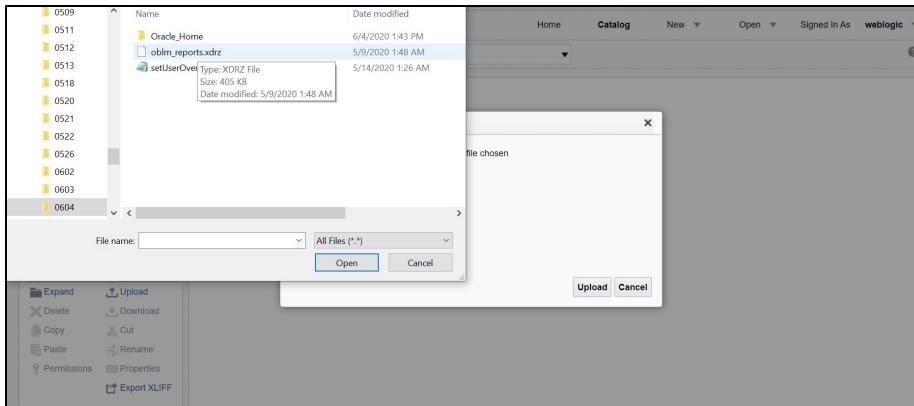 Home Catalog New Open Signed In As weblogic
0509
0511
0512
0513
0518
0520
0521
0522
0526
0602
0603
0604
Name Date modified
Oracle_Home 6/4/2020 1:43 PM
oblm_reports.xdrz 5/9/2020 1:48 AM
setUserOver 5/14/2020 1:26 AM
Type: XDRZ File
Size: 405 KB
Date modified: 5/9/2020 1:48 AM
File name: All Files (*.*)
Open Cancel
file chosen
Upload Cancel
Expand Upload
Delete Download
Copy Cut
Paste Rename
Permissions Properties
Export XLIFF